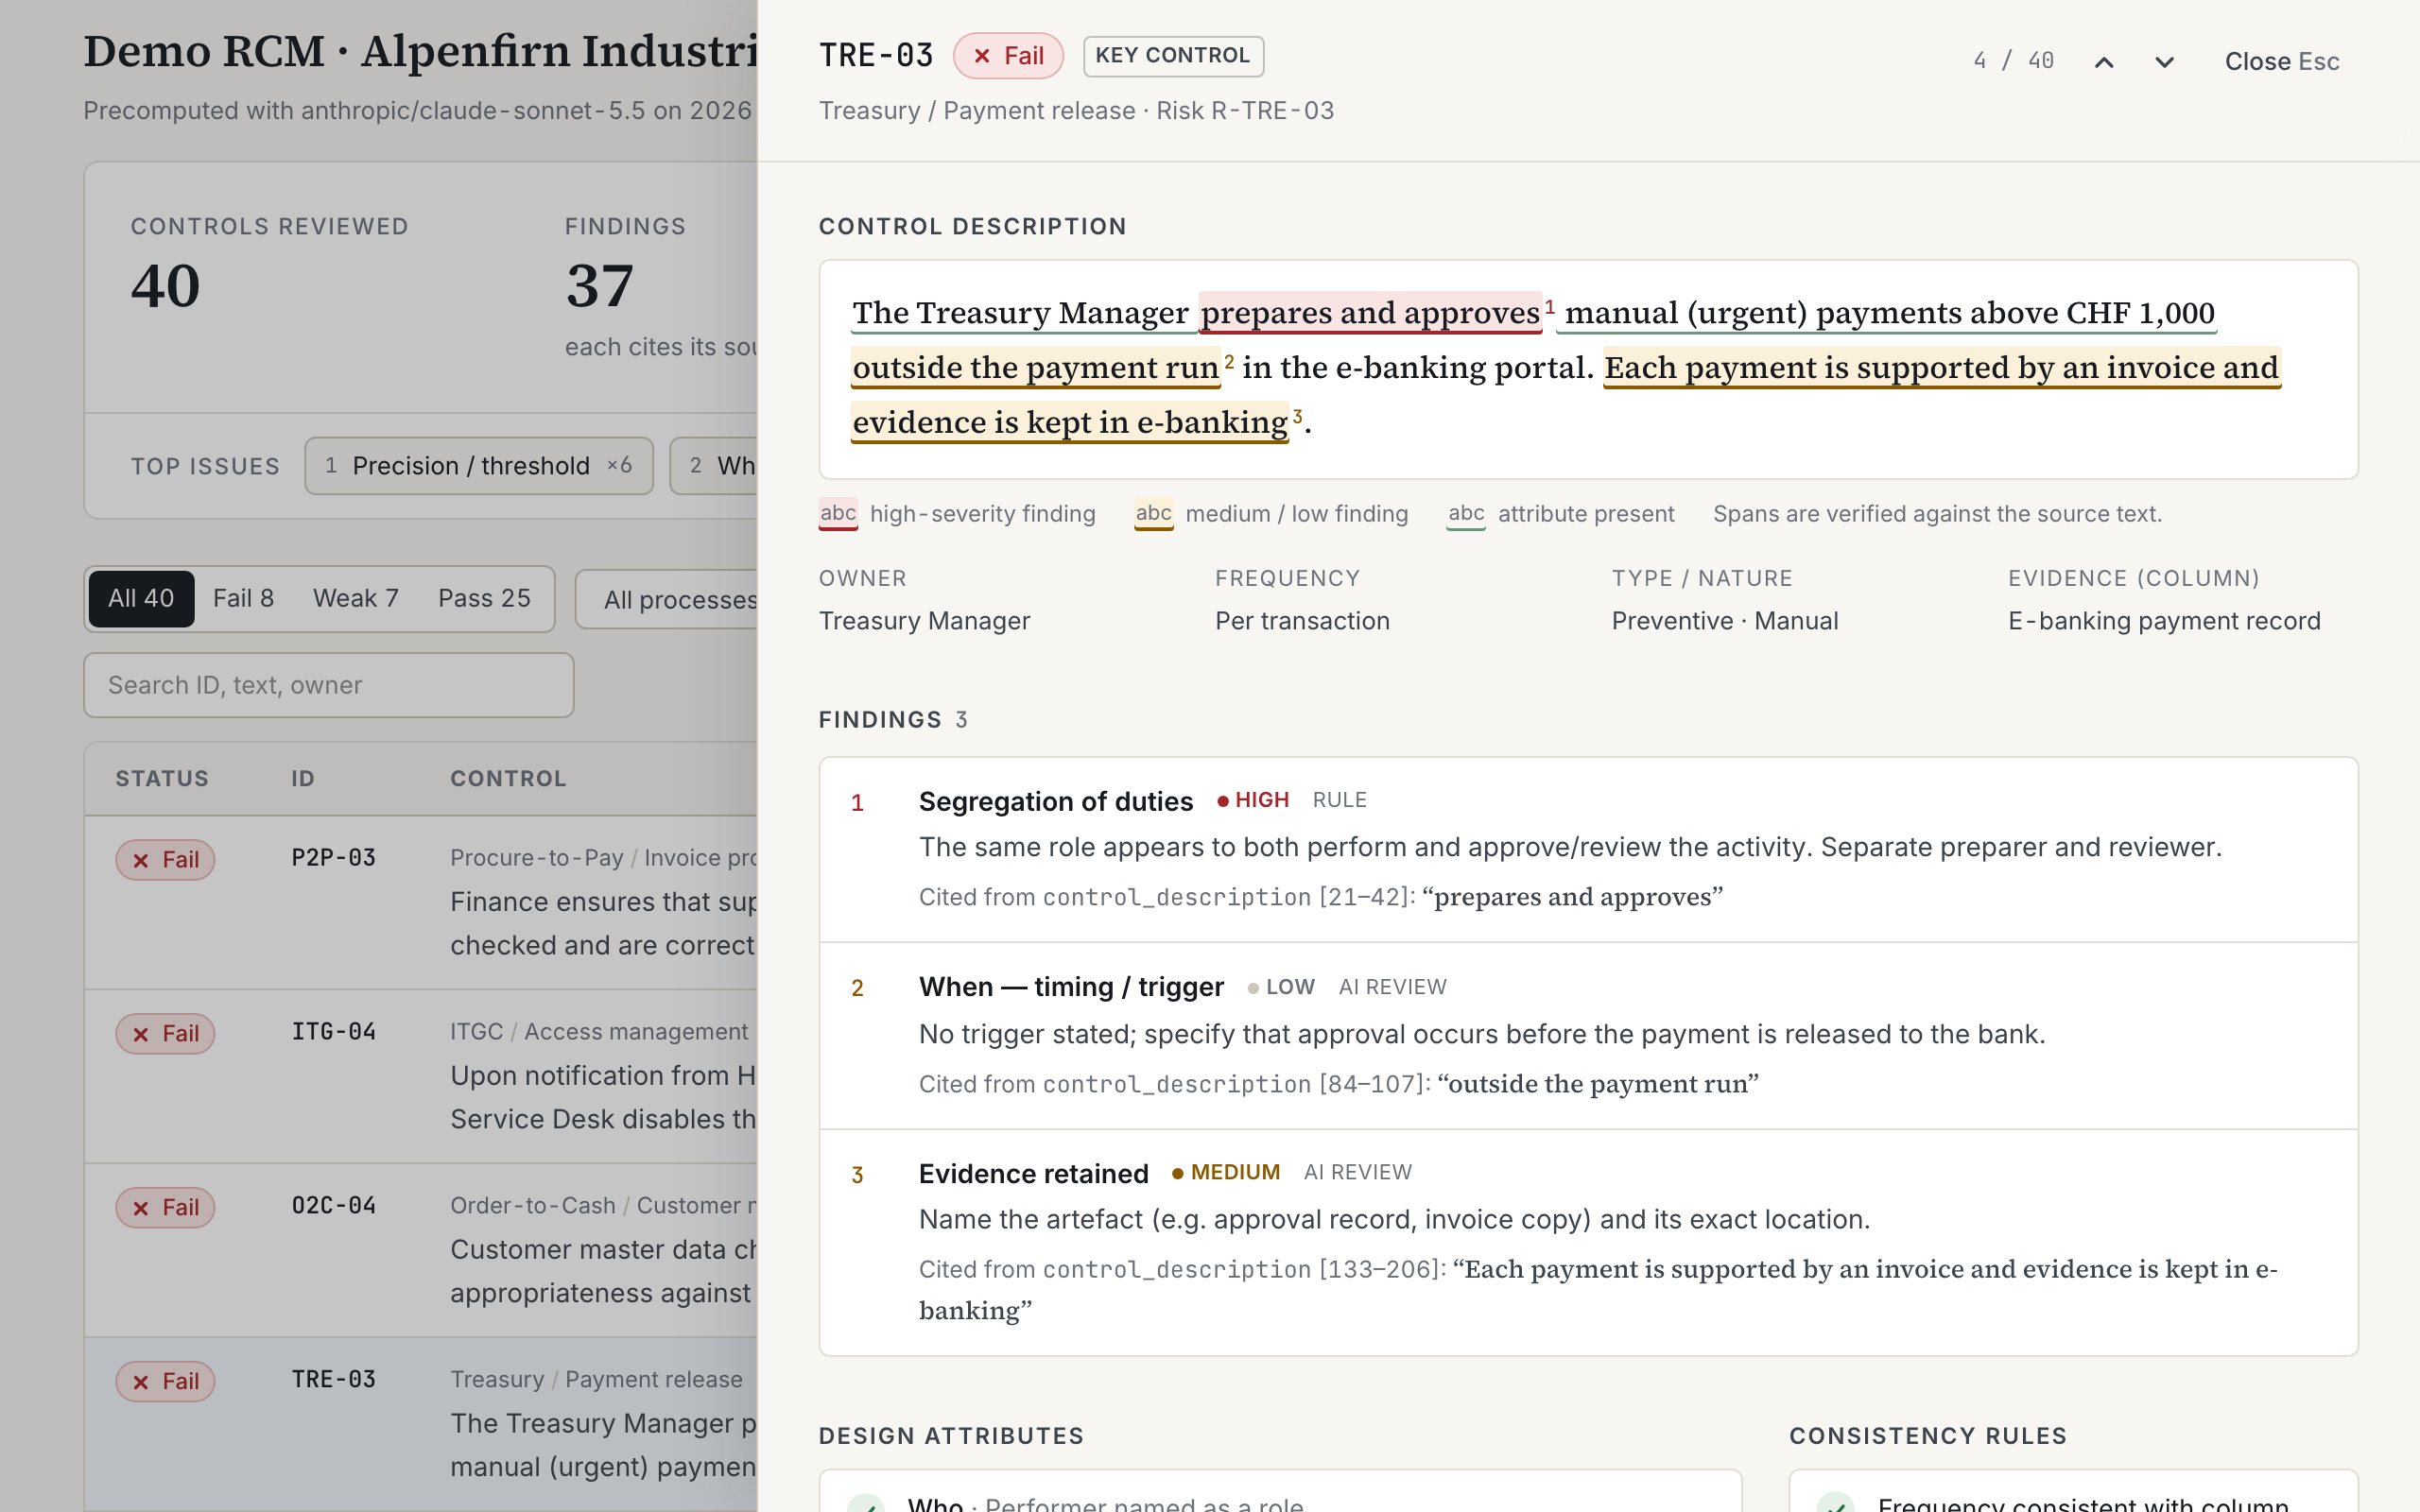 Demo RCM · Alpenfirn Industri
Precomputed with anthropic/claude-sonnet-5.5 on 2026
CONTROLS REVIEWED
40
FINDINGS
37
each cites its sou
TOP ISSUES
1 Precision / threshold ×6
2 Wh
All 40
Fail 8
Weak 7
Pass 25
All processes
Search ID, text, owner
STATUS ID CONTROL
Fail P2P-03 Procure-to-Pay / Invoice pro
Finance ensures that sup
checked and are correct
Fail ITG-04 ITGC / Access management
Upon notification from H
Service Desk disables th
Fail O2C-04 Order-to-Cash / Customer m
Customer master data ch
appropriateness against
Fail TRE-03 Treasury / Payment release
The Treasury Manager p
manual (urgent) paymen
TRE-03 Fail KEY CONTROL
4 / 40
Close Esc
Treasury / Payment release · Risk R-TRE-03
CONTROL DESCRIPTION
The Treasury Manager prepares and approves1 manual (urgent) payments above CHF 1,000
outside the payment run2 in the e-banking portal. Each payment is supported by an invoice and
evidence is kept in e-banking3.
abc high-severity finding abc medium / low finding abc attribute present Spans are verified against the source text.
OWNER FREQUENCY TYPE / NATURE EVIDENCE (COLUMN)
Treasury Manager Per transaction Preventive · Manual E-banking payment record
FINDINGS 3
1 Segregation of duties HIGH RULE
The same role appears to both perform and approve/review the activity. Separate preparer and reviewer.
Cited from control_description [21–42]: “prepares and approves”
2 When — timing / trigger LOW AI REVIEW
No trigger stated; specify that approval occurs before the payment is released to the bank.
Cited from control_description [84–107]: “outside the payment run”
3 Evidence retained MEDIUM AI REVIEW
Name the artefact (e.g. approval record, invoice copy) and its exact location.
Cited from control_description [133–206]: “Each payment is supported by an invoice and evidence is kept in e-
banking”
DESIGN ATTRIBUTES
Who · Performer named as a role
CONSISTENCY RULES
Frequency consistent with column